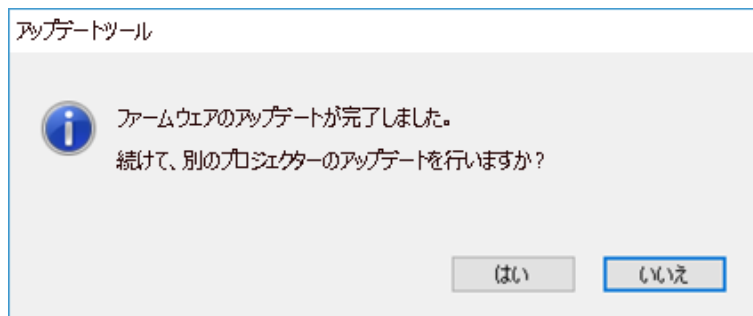 アップデートツール
ファームウェアのアップデートが完了しました。
続けて、別のプロジェクターのアップデートを行いますか?
はい
いいえ